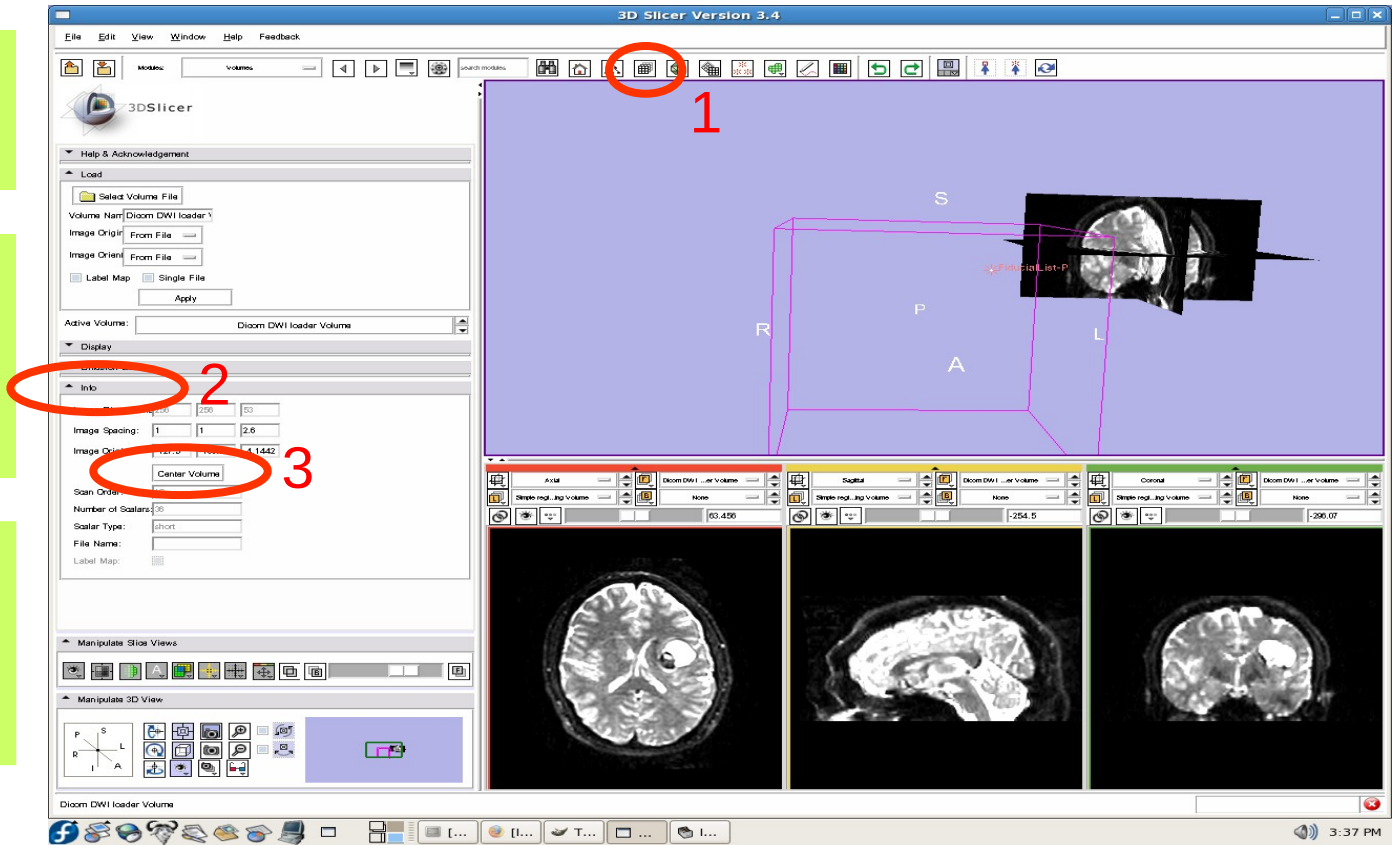 3D Slicer Version 3.4
File Edit View Window Help Feedback
Modules: Volumes search modules
1
3DSlicer
Help & Acknowledgement
Load
Select Volume File
Volume Nam Dicom DWI loader V
Image Origin From File
Image Orient From File
Label Map Single File
Apply
Active Volume: Dicom DWI loader Volume
Display
Info
2
256 256 53
Image Spacing: 1 1 2.6
Image Origin
Center Volume
3
Scan Order:
Number of Scalars: 36
Scalar Type: short
File Name:
Label Map:
Manipulate Slice Views
A
F
B
Manipulate 3D View
P S
R L
I A
S
FiducialList-P
P
R
L
A
Axial F Dicom DWI ...er Volume
L Simple regi...ing Volume B None
63.456
Sagittal F Dicom DWI ...er Volume
L Simple regi...ing Volume B None
-254.5
Coronal F Dicom DWI ...er Volume
L Simple regi...ing Volume B None
-296.07
Dicom DWI loader Volume
[... [I... T... ... I... 3:37 PM